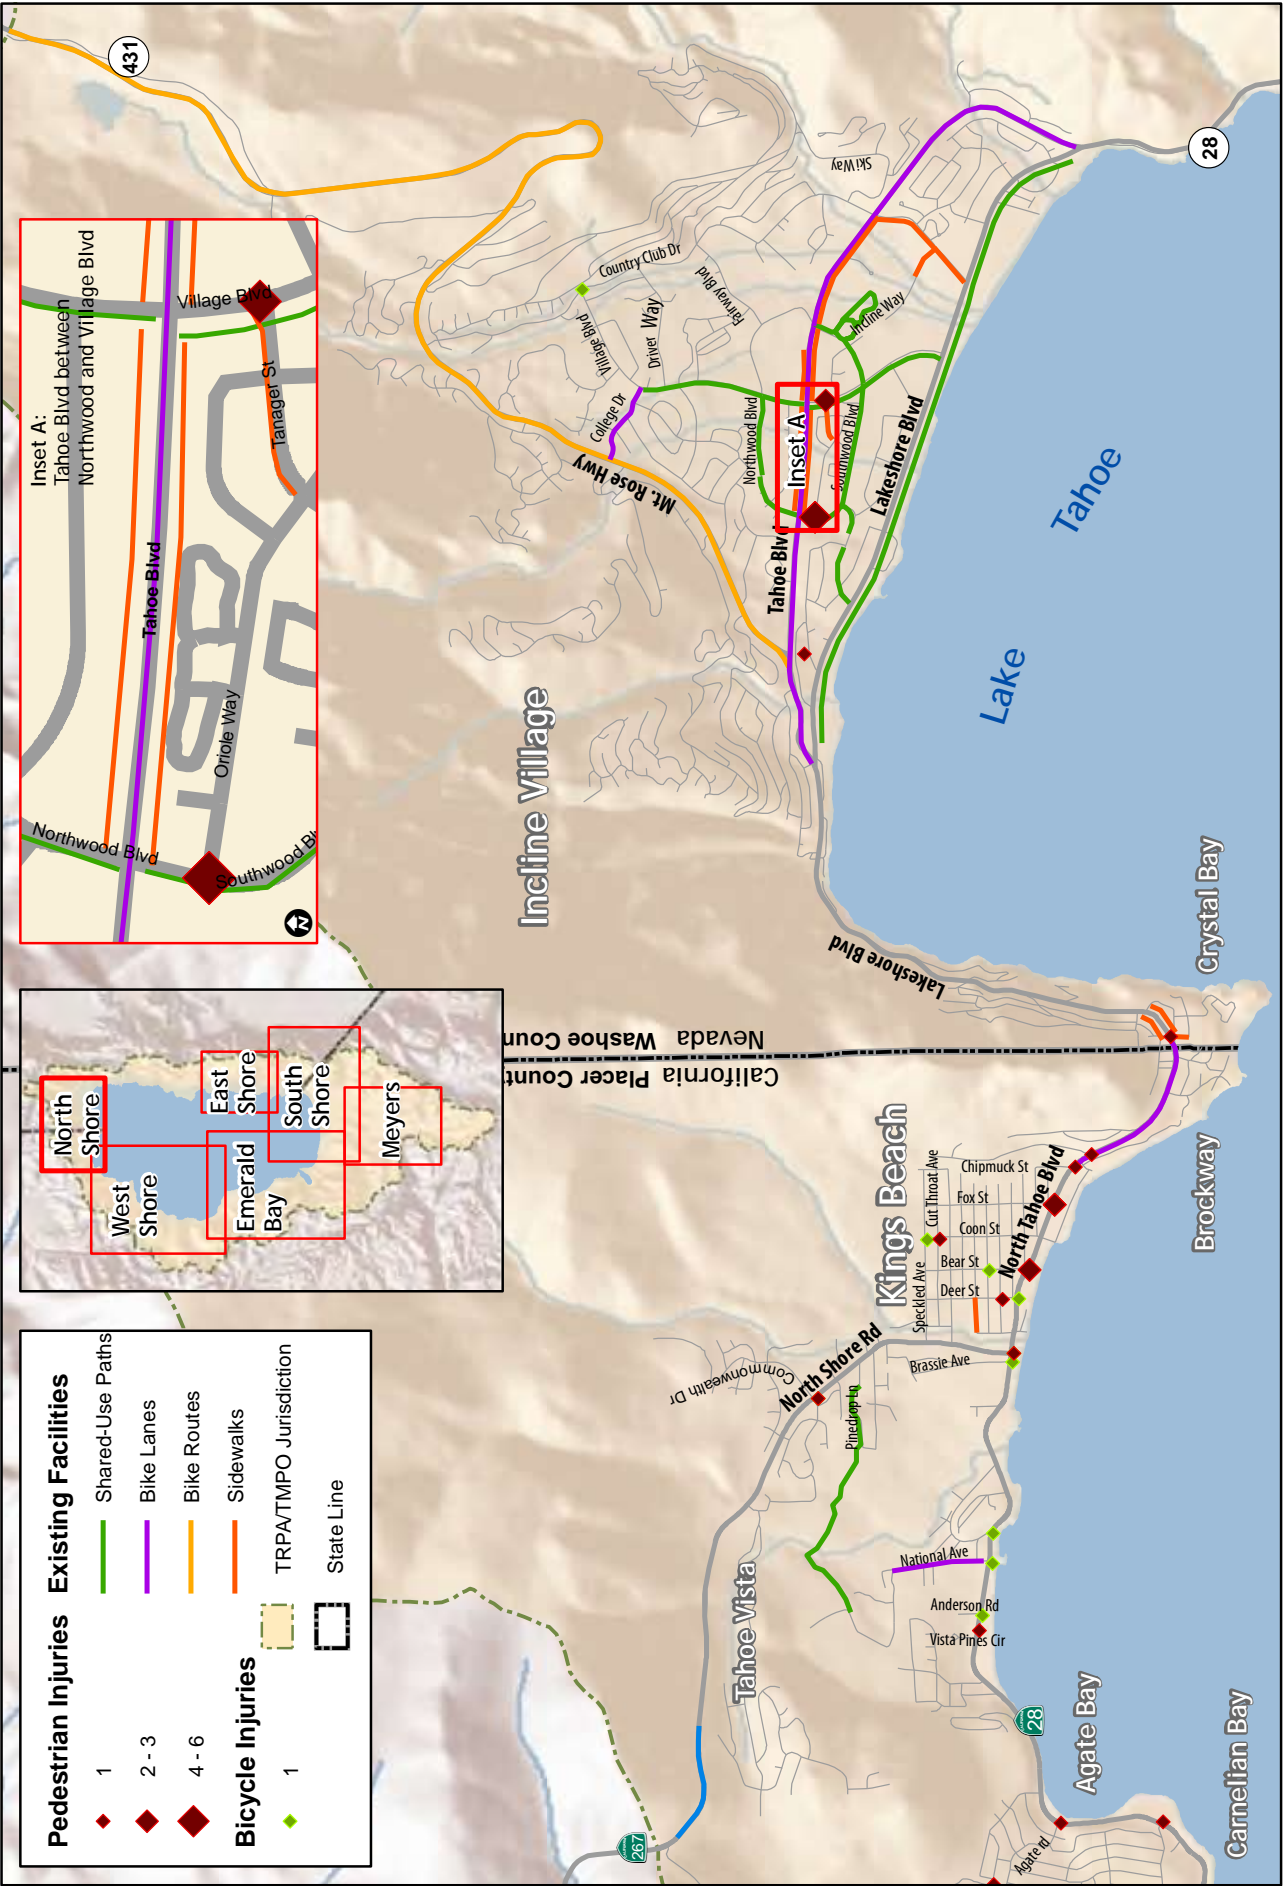 Pedestrian Injuries
1
2 - 3
4 - 6
Bicycle Injuries
1
Existing Facilities
Shared-Use Paths
Bike Lanes
Bike Routes
Sidewalks
TRPA/TMPO Jurisdiction
State Line
North
Shore
West
Shore
East
Shore
Emerald
Bay
South
Shore
Meyers
Inset A:
Tahoe Blvd between
Northwood and Village Blvd
Northwood Blvd
Tahoe Blvd
Village Blvd
Tanager St
Oriole Way
Southwood Bl
N
431
267
Tahoe Vista
Commonwealth Dr
North Shore Rd
Pinedrop Ln
National Ave
Anderson Rd
Vista Pines Cir
28
Agate Bay
Agate rd
Carnelian Bay
Kings Beach
Speckled Ave
Cut Throat Ave
Brassie Ave
Deer St
Bear St
Coon St
Fox St
Chipmuck St
North Tahoe Blvd
Brockway
California Placer County
Nevada Washoe Coun
Crystal Bay
Lakeshore Blvd
Incline Village
Mt. Rose Hwy
College Dr
Village Blvd
Driver Way
Country Club Dr
Fairway Blvd
Ski Way
Northwood Blvd
Tahoe Blvd
Inset A
Southwood Blvd
Incline Way
Lakeshore Blvd
28
Lake Tahoe